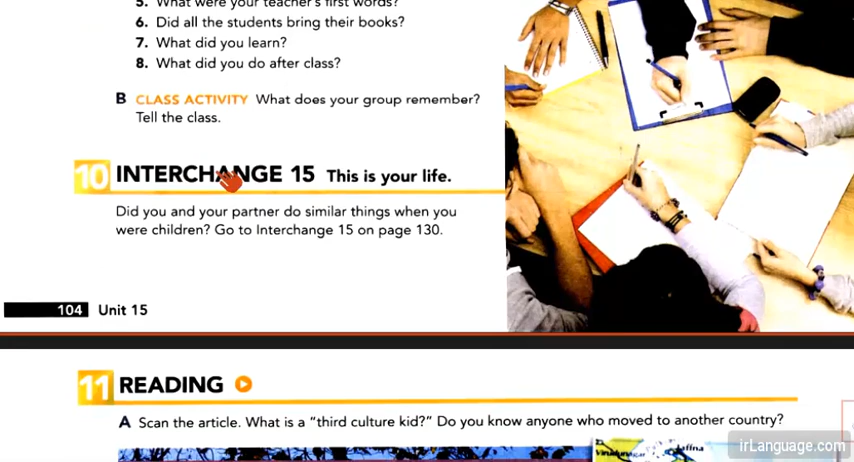 5. What were your teacher's first words?
6. Did all the students bring their books?
7. What did you learn?
8. What did you do after class?
B CLASS ACTIVITY What does your group remember?
Tell the class.
10 INTERCHANGE 15 This is your life.
Did you and your partner do similar things when you
were children? Go to Interchange 15 on page 130.
104 Unit 15
11 READING
A Scan the article. What is a "third culture kid?" Do you know anyone who moved to another country?
Virudunagar
Jaffna
irLanguage.com